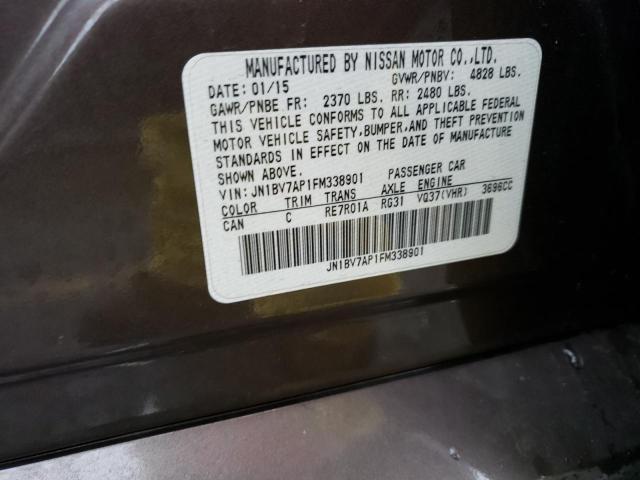 MANUFACTURED BY NISSAN MOTOR CO.,LTD.
DATE: 01/15 GVWR/PNBV: 4828 LBS.
GAWR/PNBE FR: 2370 LBS. RR: 2480 LBS.
THIS VEHICLE CONFORMS TO ALL APPLICABLE FEDERAL
MOTOR VEHICLE SAFETY,BUMPER,AND THEFT PREVENTION
STANDARDS IN EFFECT ON THE DATE OF MANUFACTURE
SHOWN ABOVE.
VIN: JN1BV7AP1FM338901 PASSENGER CAR
COLOR TRIM TRANS AXLE ENGINE
CAN C RE7R01A RG31 VQ37(VHR) 3696CC
JN1BV7AP1FM338901